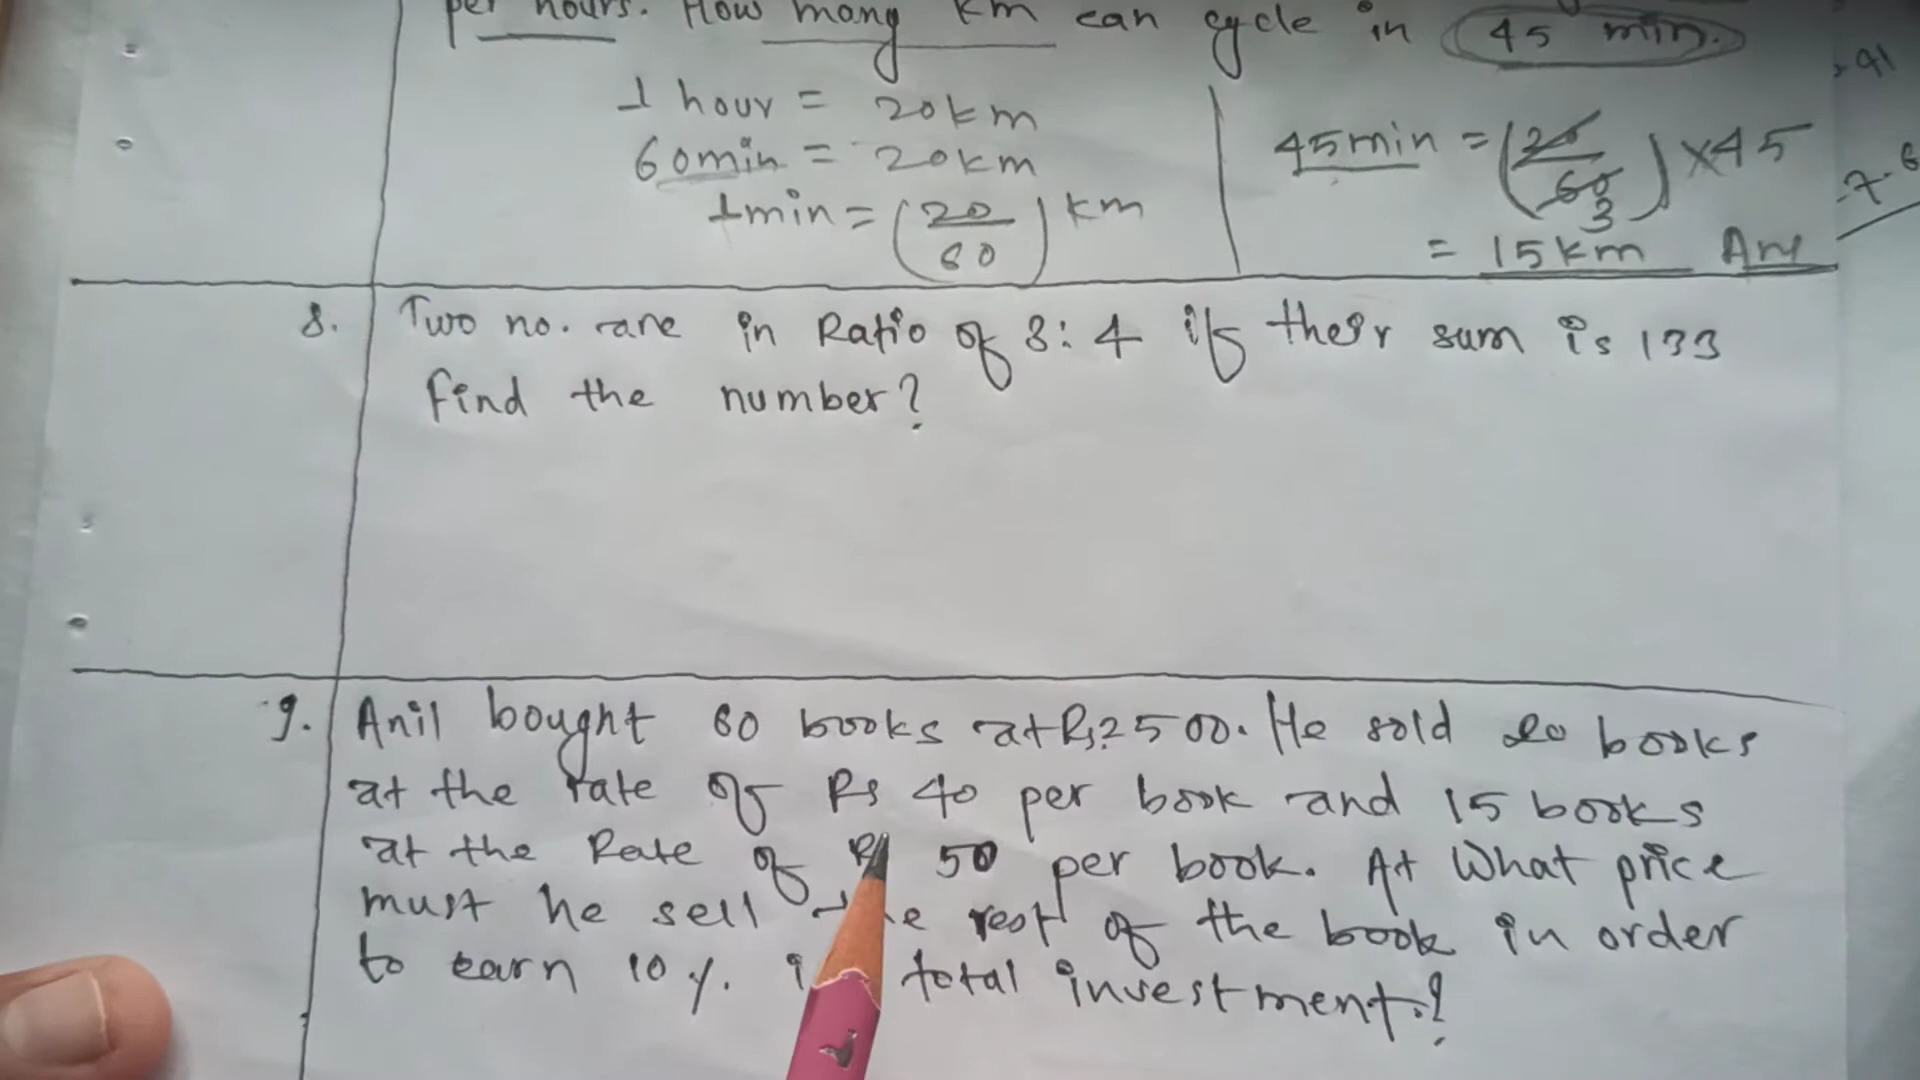 per hours. How many km can cycle in 45 min.
1 hour = 20km
60min = 20km
1min = (20/60) km
45min = (20/60) x45
3
= 15km Ans
8. Two no. are in Ratio of 3:4 if their sum is 133
find the number?
9. Anil bought 60 books at Rs2500. He sold 20 books
at the rate of Rs 40 per book and 15 books
at the Rate of 50 per book. At What price
must he sell the rest of the book in order
to earn 10%. total investment.?